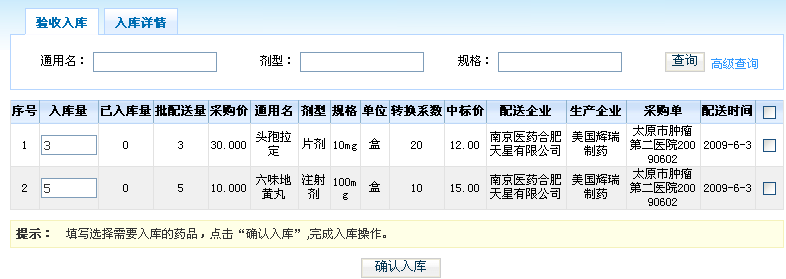 验收入库 入库详情
通用名： 剂型： 规格： 查询 高级查询
序号 入库量 已入库量 批配送量 采购价 通用名 剂型 规格 单位 转换系数 中标价 配送企业 生产企业 采购单 配送时间
1 3 0 3 30.000 头孢拉定 片剂 10mg 盒 20 12.00 南京医药合肥天星有限公司 美国辉瑞制药 太原市肿瘤第二医院20090602 2009-6-3
2 5 0 5 10.000 六味地黄丸 注射剂 100mg 盒 10 15.00 南京医药合肥天星有限公司 美国辉瑞制药 太原市肿瘤第二医院20090602 2009-6-3
提示： 填写选择需要入库的药品，点击“确认入库”,完成入库操作。
确认入库